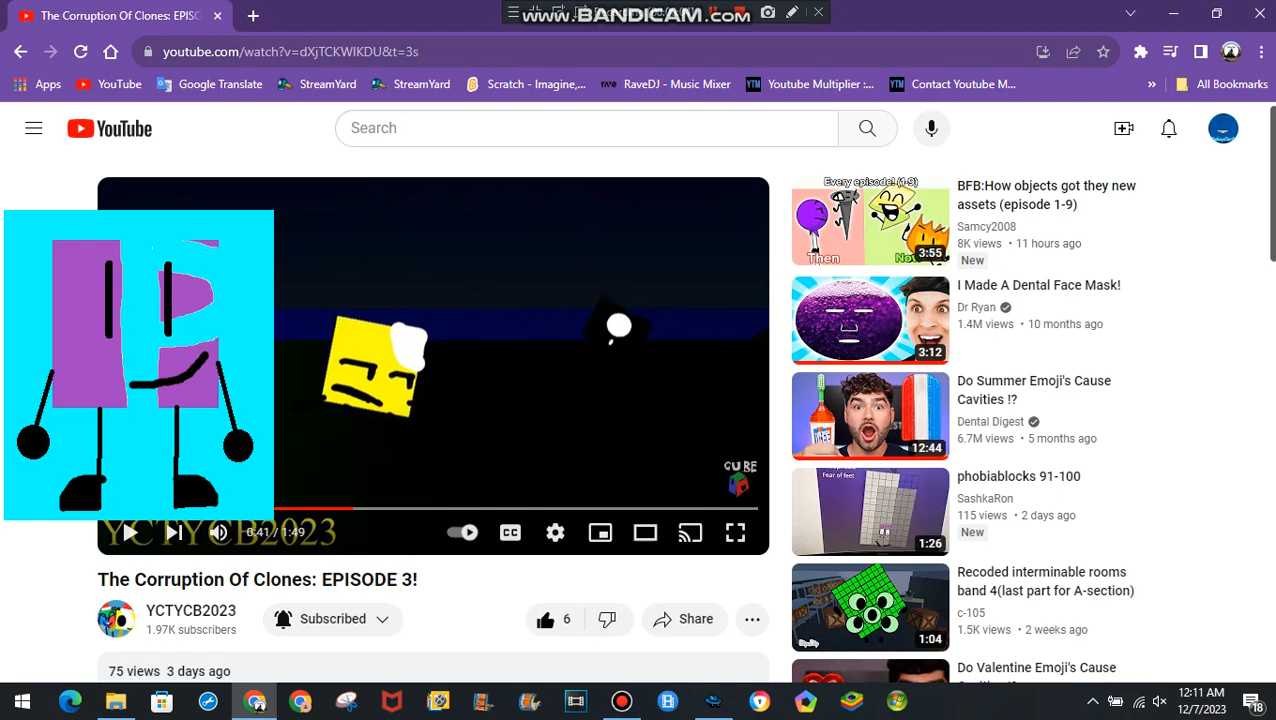 The Corruption Of Clones: EPISC
www.BANDICAM.com
youtube.com/watch?v=dXjTCKWIKDU&t=3s
Apps
YouTube
Google Translate
StreamYard
StreamYard
Scratch - Imagine,...
RaveDJ - Music Mixer
Youtube Multiplier :...
Contact Youtube M...
»
All Bookmarks
YouTube
Search
CUBE
YCTYCB2023
0:41 / 1:49
CC
The Corruption Of Clones: EPISODE 3!
YCTYCB2023
1.97K subscribers
Subscribed
6
Share
75 views 3 days ago
Every episode! (1-9)
Then
3:55
BFB:How objects got they new
assets (episode 1-9)
Samcy2008
8K views • 11 hours ago
New
3:12
I Made A Dental Face Mask!
Dr Ryan
1.4M views • 10 months ago
12:44
Do Summer Emoji's Cause
Cavities !?
Dental Digest
6.7M views • 5 months ago
Fear of feet
1:26
phobiablocks 91-100
SashkaRon
115 views • 2 days ago
New
1:04
Recoded interminable rooms
band 4(last part for A-section)
c-105
1.5K views • 2 weeks ago
Do Valentine Emoji's Cause
12:11 AM
12/7/2023
18